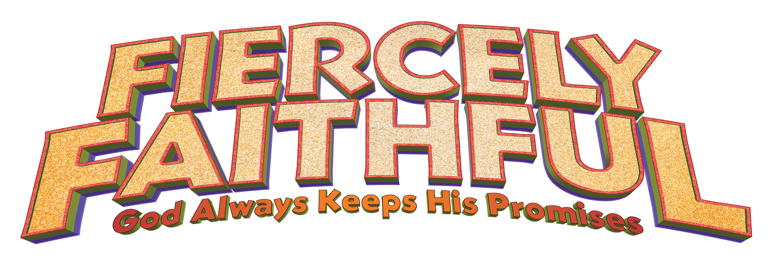 FIERCELY
FAITHFUL
God Always Keeps His Promises